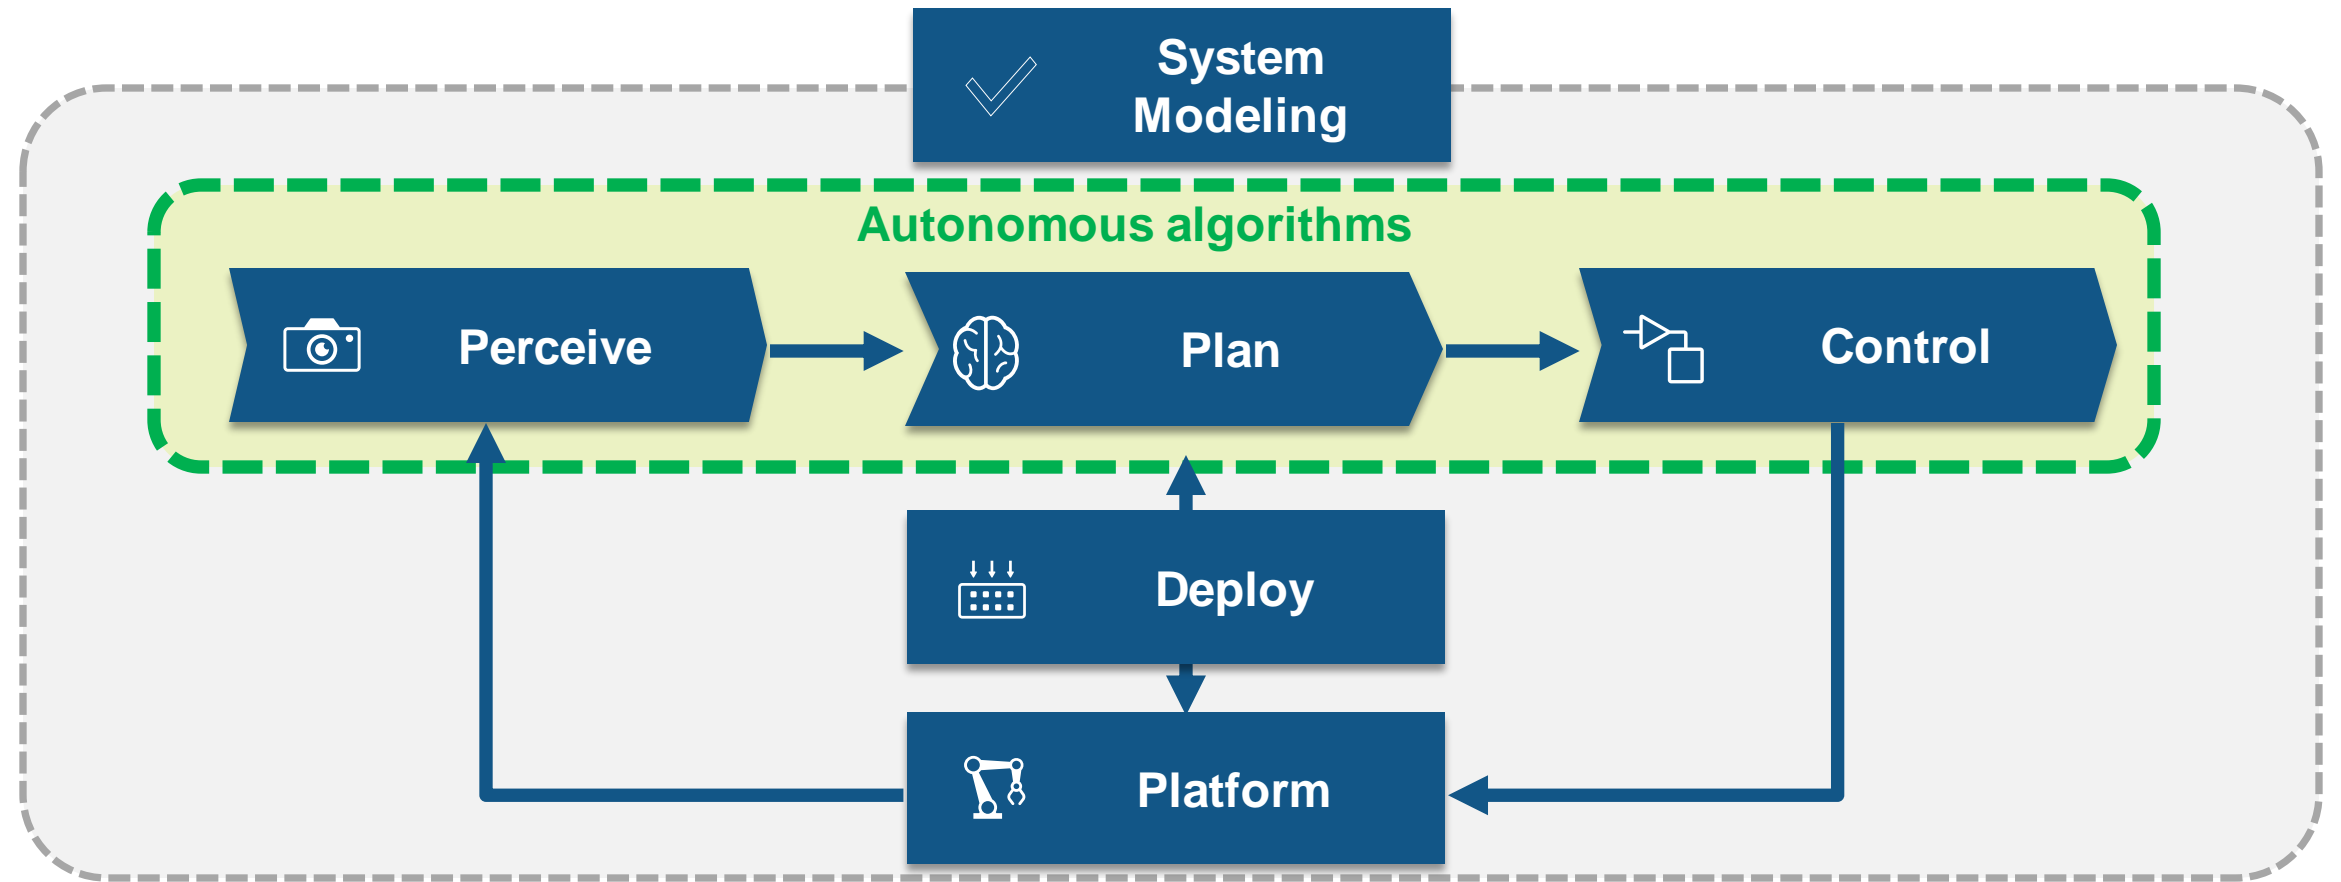 System
Modeling
Autonomous algorithms
Perceive
Plan
Control
Deploy
Platform